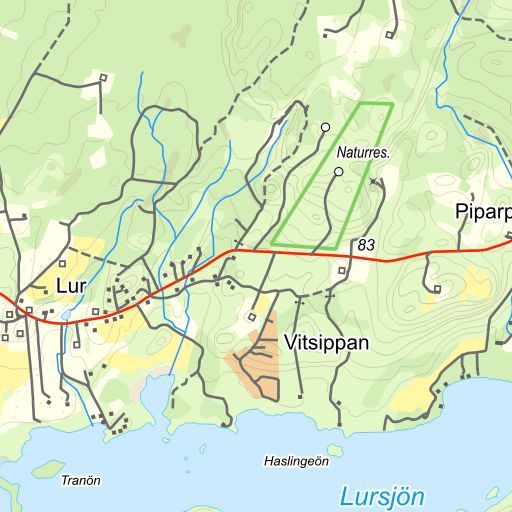 Naturres.
Piparp
83
Lur
Vitsippan
Haslingeön
Tranön
Lursjön